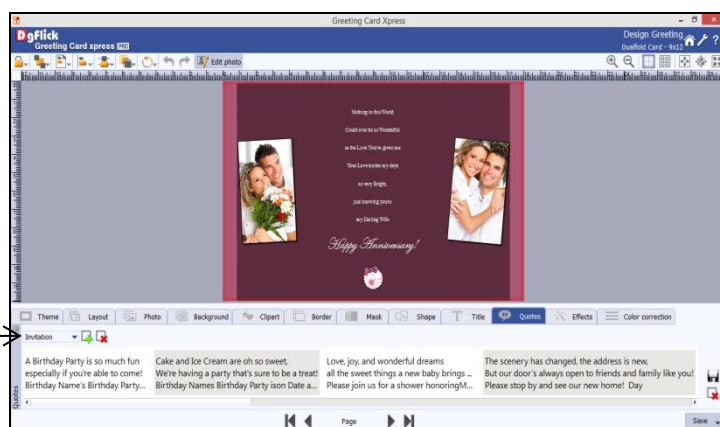 Greeting Card Xpress
DgFlick
Greeting Card xpress PRO
Design Greeting
Dualfold Card - 9x12
Edit photo
Nothing in this World
Could ever be as Wonderful
as the Love You've given me
Your Love makes my days
so very Bright,
just knowing you're
my Darling Wife
Happy Anniversary!
Theme Layout Photo Background Clipart Border Mask Shape Title Quotes Effects Color correction
Invitation
A Birthday Party is so much fun
especially if you're able to come!
Birthday Name's Birthday Party...
Cake and Ice Cream are oh so sweet,
We're having a party that's sure to be a treat!
Birthday Names Birthday Party ison Date a...
Love, joy, and wonderful dreams
all the sweet things a new baby brings ...
Please join us for a shower honoringM...
The scenery has changed, the address is new,
But our door's always open to friends and family like you!
Please stop by and see our new home! Day
Quotes
Page
Save